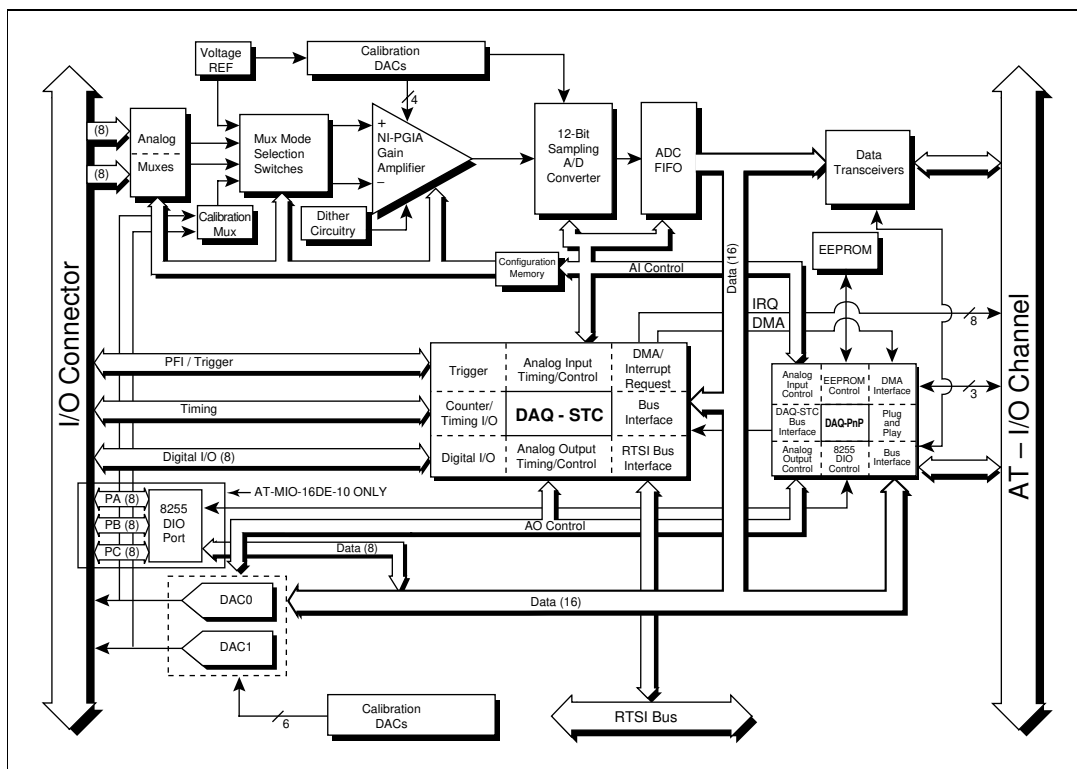 Voltage
REF
Calibration
DACs
4
(8)
(8)
Analog
Muxes
Mux Mode
Selection
Switches
+
NI-PGIA
Gain
Amplifier
–
12-Bit
Sampling
A/D
Converter
ADC
FIFO
Data
Transceivers
Calibration
Mux
Dither
Circuitry
Configuration
Memory
AI Control
Data (16)
EEPROM
IRQ
DMA
8
I/O Connector
AT – I/O Channel
PFI / Trigger
Timing
Digital I/O (8)
Trigger
Analog Input
Timing/Control
DMA/
Interrupt
Request
Counter/
Timing I/O
DAQ - STC
Bus
Interface
Digital I/O
Analog Output
Timing/Control
RTSI Bus
Interface
Analog
Input
Control
EEPROM
Control
DMA
Interface
DAQ-STC
Bus
Interface
DAQ-PnP
Plug
and
Play
Analog
Output
Control
8255
DIO
Control
Bus
Interface
3
AT-MIO-16DE-10 ONLY
PA (8)
PB (8)
PC (8)
8255
DIO
Port
AO Control
Data (8)
DAC0
DAC1
Data (16)
6
Calibration
DACs
RTSI Bus